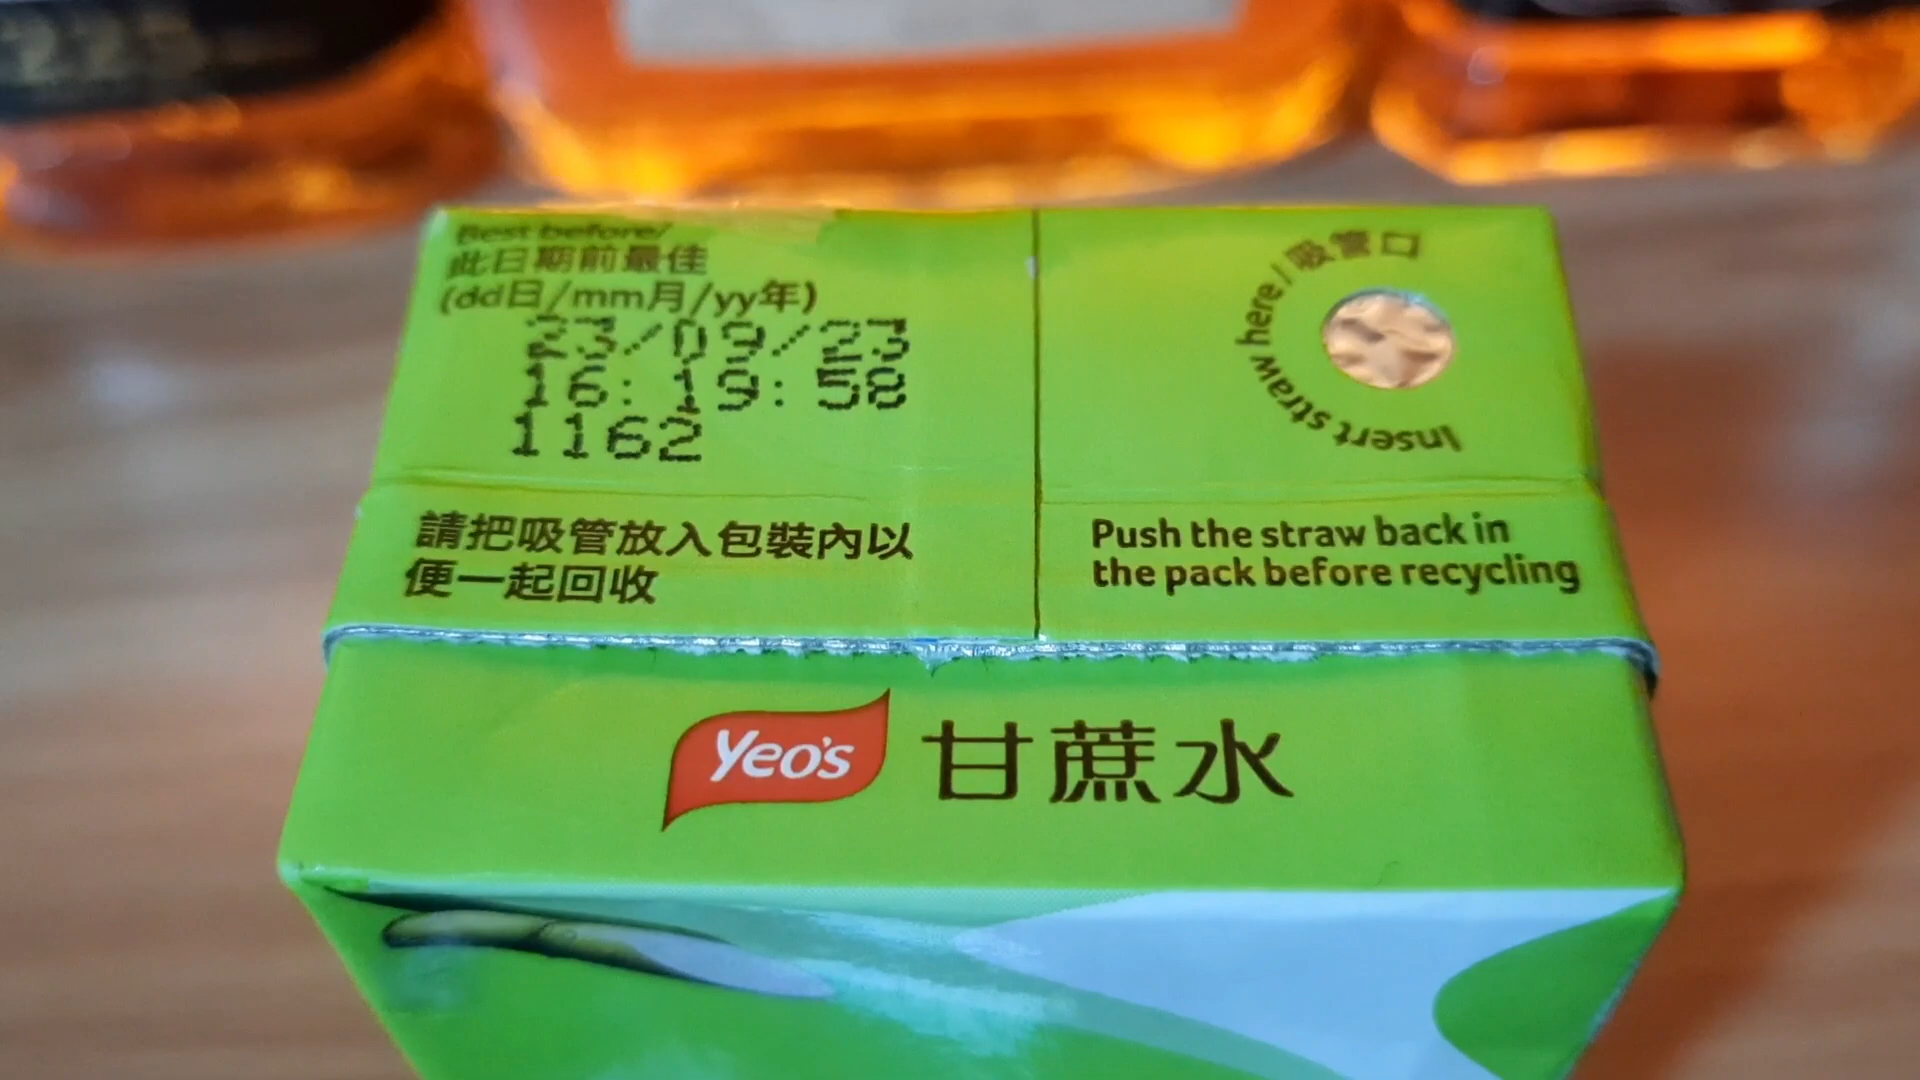 Best before/
此日期前最佳
(dd日/mm月/yy年)
23/09/23
16:19:58
1162
吸管口
Insert straw here /
請把吸管放入包裝內以
便一起回收
Push the straw back in
the pack before recycling
Yeo's 甘蔗水